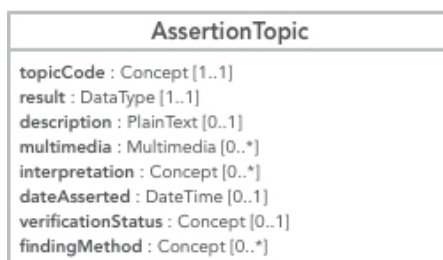 AssertionTopic
topicCode : Concept [1..1]
result : DataType [1..1]
description : PlainText [0..1]
multimedia : Multimedia [0..*]
interpretation : Concept [0..*]
dateAsserted : DateTime [0..1]
verificationStatus : Concept [0..1]
findingMethod : Concept [0..*]